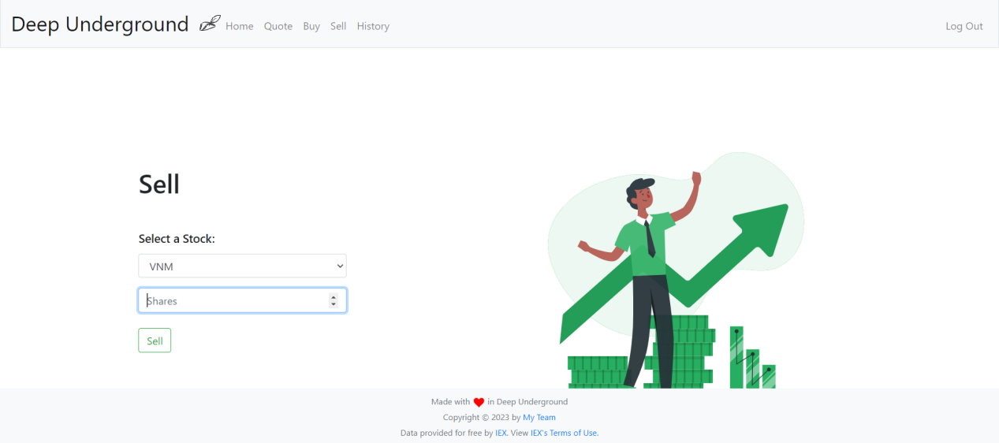 Deep Underground Home Quote Buy Sell History Log Out
Sell
Select a Stock:
VNM
Shares
Sell
Made with ❤ in Deep Underground
Copyright © 2023 by My Team
Data provided for free by IEX. View IEX's Terms of Use.